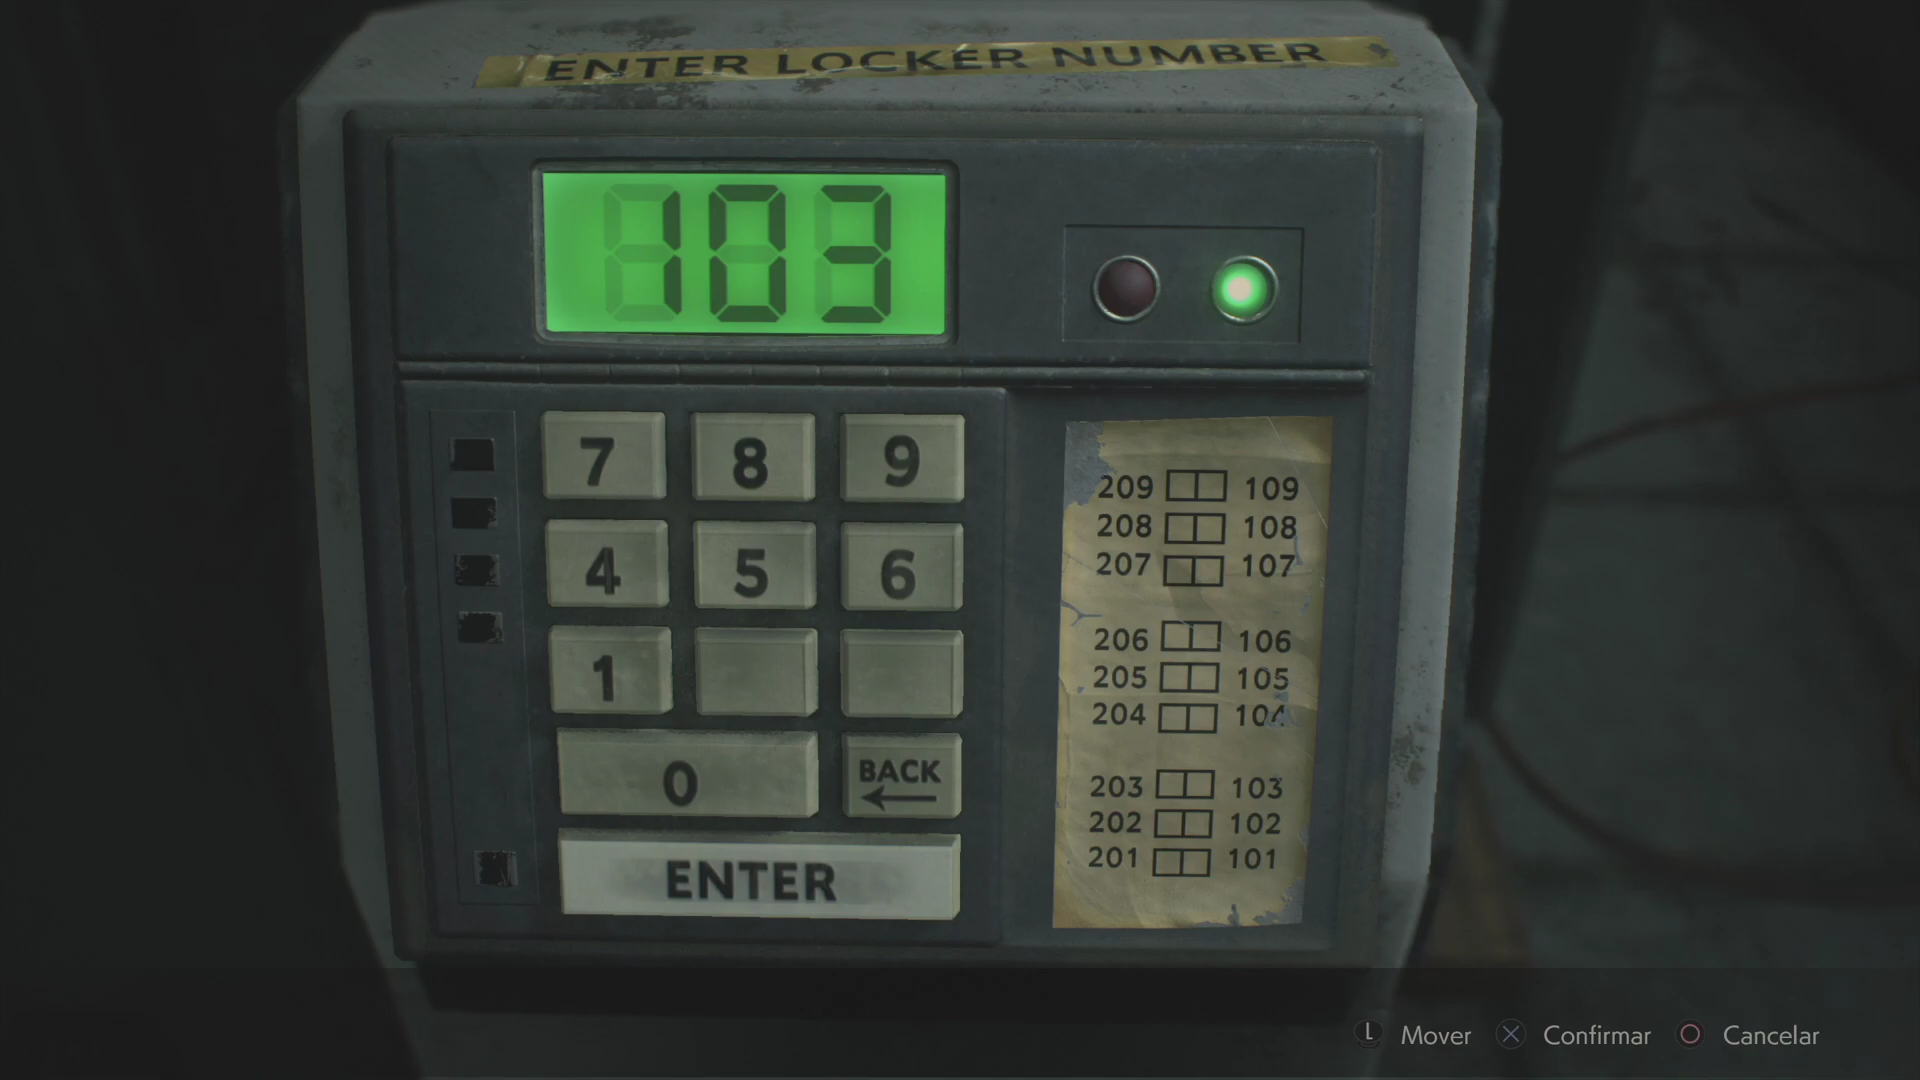 ENTER LOCKER NUMBER
103
7 8 9
4 5 6
1
0 BACK
ENTER
209 109
208 108
207 107
206 106
205 105
204 104
203 103
202 102
201 101
L Mover Confirmar Cancelar